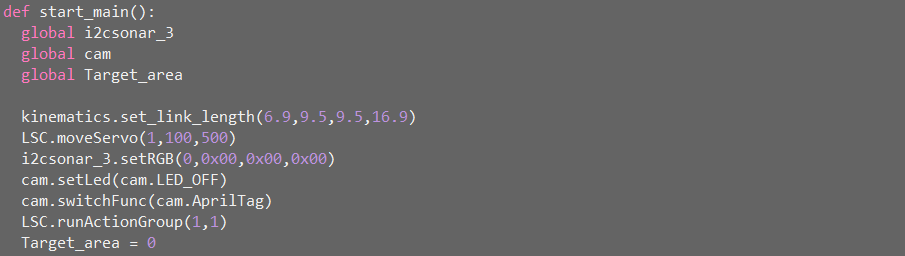 def start_main():
  global i2csonar_3
  global cam
  global Target_area

  kinematics.set_link_length(6.9,9.5,9.5,16.9)
  LSC.moveServo(1,100,500)
  i2csonar_3.setRGB(0,0x00,0x00,0x00)
  cam.setLed(cam.LED_OFF)
  cam.switchFunc(cam.AprilTag)
  LSC.runActionGroup(1,1)
  Target_area = 0